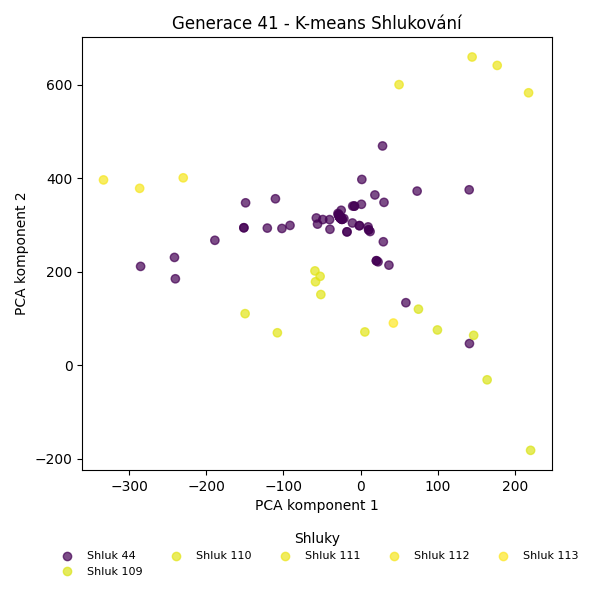 Generace 41 - K-means Shlukování
600
400
200
0
−200
PCA komponent 2
−300 −200 −100 0 100 200
PCA komponent 1
Shluky
Shluk 44 Shluk 110 Shluk 111 Shluk 112 Shluk 113
Shluk 109